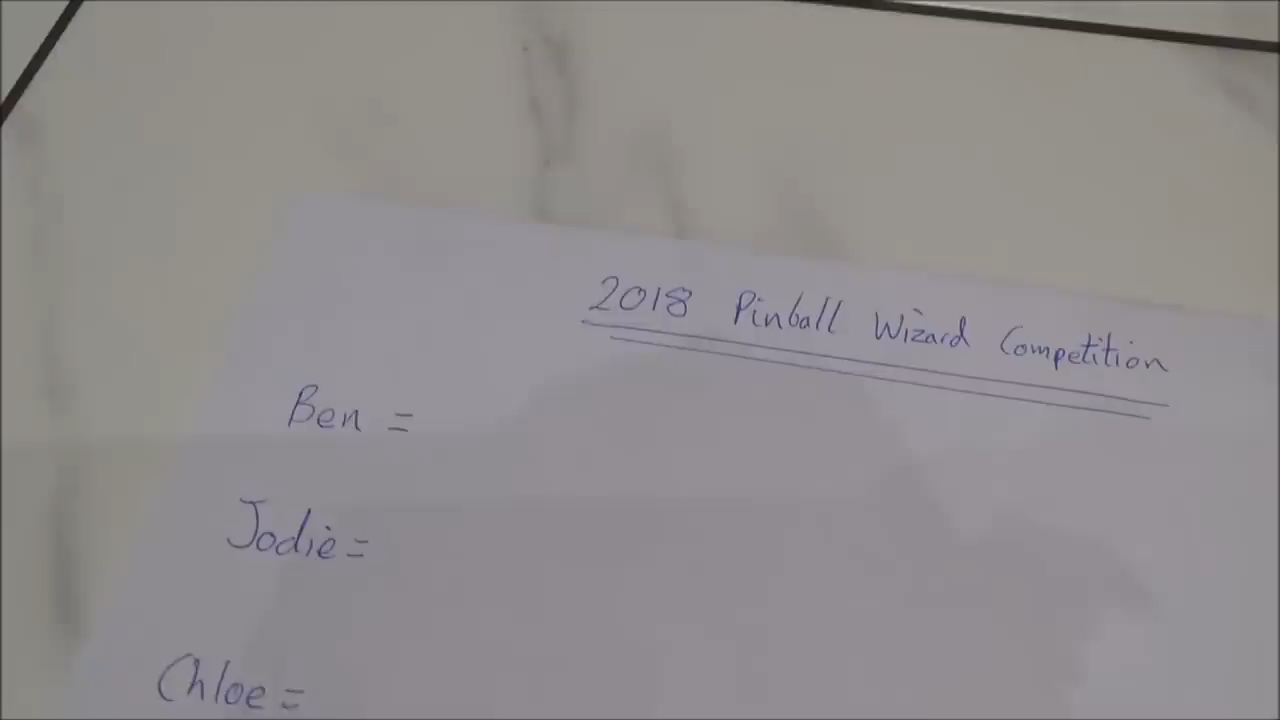 2018 Pinball Wizard Competition
Ben =
Jodie =
Chloe =